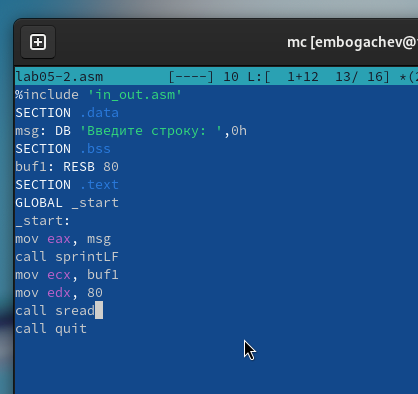 mc [embogachev@
lab05-2.asm [----] 10 L:[ 1+12 13/ 16] *(2
%include 'in_out.asm'
SECTION .data
msg: DB 'Введите строку: ',0h
SECTION .bss
buf1: RESB 80
SECTION .text
GLOBAL _start
_start:
mov eax, msg
call sprintLF
mov ecx, buf1
mov edx, 80
call sread
call quit